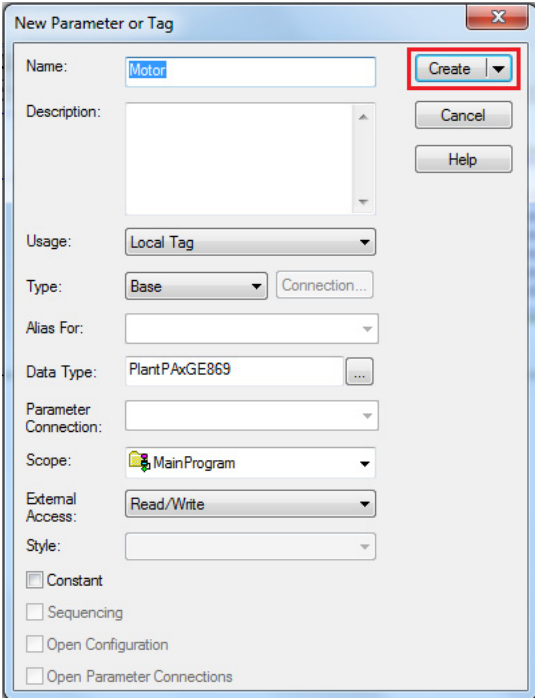 New Parameter or Tag
Name: Motor Create
Description: Cancel
Help
Usage: Local Tag
Type: Base Connection...
Alias For:
Data Type: PlantPAxGE869 ...
Parameter
Connection:
Scope: MainProgram
External
Access: Read/Write
Style:
Constant
Sequencing
Open Configuration
Open Parameter Connections